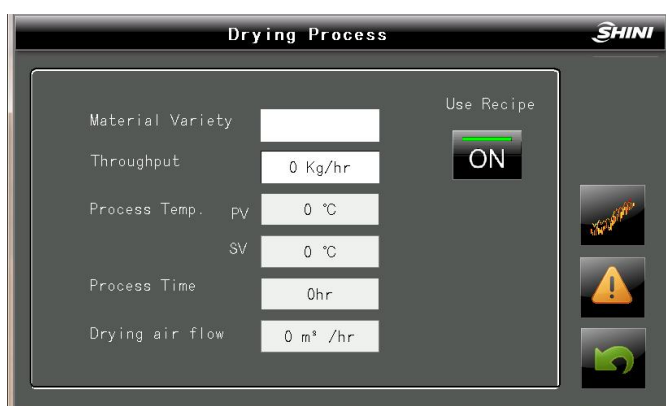 Drying Process
SHINI
Use Recipe
ON
Material Variety
Throughput 0 Kg/hr
Process Temp. PV 0 ℃
SV 0 ℃
Process Time 0hr
Drying air flow 0 m³ /hr